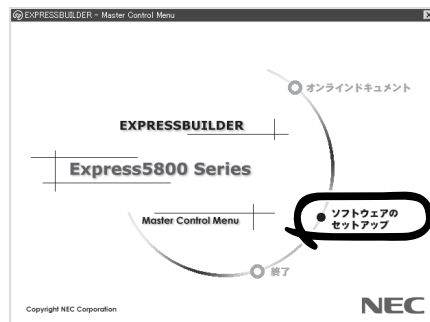 EXPRESSBUILDER - Master Control Menu
オンラインドキュメント
EXPRESSBUILDER
Express5800 Series
ソフトウェアの
セットアップ
Master Control Menu
終了
Copyright NEC Corporation
NEC